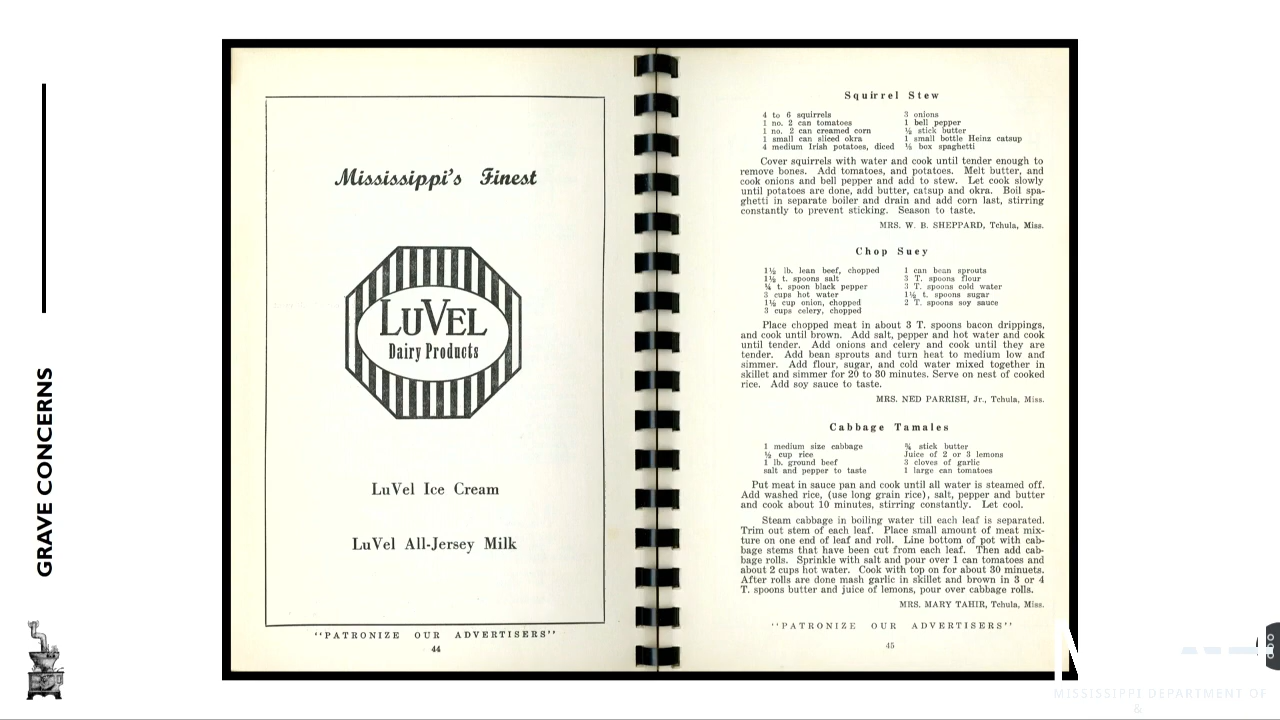 GRAVE CONCERNS
Mississippi's Finest
LUVEL
Dairy Products
LuVel Ice Cream
LuVel All-Jersey Milk
"PATRONIZE OUR ADVERTISERS"
44
Squirrel Stew
4 to 6 squirrels
1 no. 2 can tomatoes
1 no. 2 can creamed corn
1 small can sliced okra
4 medium Irish potatoes, diced
3 onions
1 bell pepper
½ stick butter
1 small bottle Heinz catsup
½ box spaghetti
Cover squirrels with water and cook until tender enough to
remove bones. Add tomatoes, and potatoes. Melt butter, and
cook onions and bell pepper and add to stew. Let cook slowly
until potatoes are done, add butter, catsup and okra. Boil spa-
ghetti in separate boiler and drain and add corn last, stirring
constantly to prevent sticking. Season to taste.
MRS. W. B. SHEPPARD, Tchula, Miss.
Chop Suey
1½ lb. lean beef, chopped
1½ t. spoons salt
¼ t. spoon black pepper
3 cups hot water
1½ cup onion, chopped
3 cups celery, chopped
1 can bean sprouts
3 T. spoons flour
3 T. spoons cold water
1½ t. spoons sugar
2 T. spoons soy sauce
Place chopped meat in about 3 T. spoons bacon drippings,
and cook until brown. Add salt, pepper and hot water and cook
until tender. Add onions and celery and cook until they are
tender. Add bean sprouts and turn heat to medium low and
simmer. Add flour, sugar, and cold water mixed together in
skillet and simmer for 20 to 30 minutes. Serve on nest of cooked
rice. Add soy sauce to taste.
MRS. NED PARRISH, Jr., Tchula, Miss.
Cabbage Tamales
1 medium size cabbage
½ cup rice
1 lb. ground beef
salt and pepper to taste
¾ stick butter
Juice of 2 or 3 lemons
3 cloves of garlic
1 large can tomatoes
Put meat in sauce pan and cook until all water is steamed off.
Add washed rice, (use long grain rice), salt, pepper and butter
and cook about 10 minutes, stirring constantly. Let cool.
Steam cabbage in boiling water till each leaf is separated.
Trim out stem of each leaf. Place small amount of meat mix-
ture on one end of leaf and roll. Line bottom of pot with cab-
bage stems that have been cut from each leaf. Then add cab-
bage rolls. Sprinkle with salt and pour over 1 can tomatoes and
about 2 cups hot water. Cook with top on for about 30 minuets.
After rolls are done mash garlic in skillet and brown in 3 or 4
T. spoons butter and juice of lemons, pour over cabbage rolls.
MRS. MARY TAHIR, Tchula, Miss.
"PATRONIZE OUR ADVERTISERS"
45
MISSISSIPPI DEPARTMENT OF
&